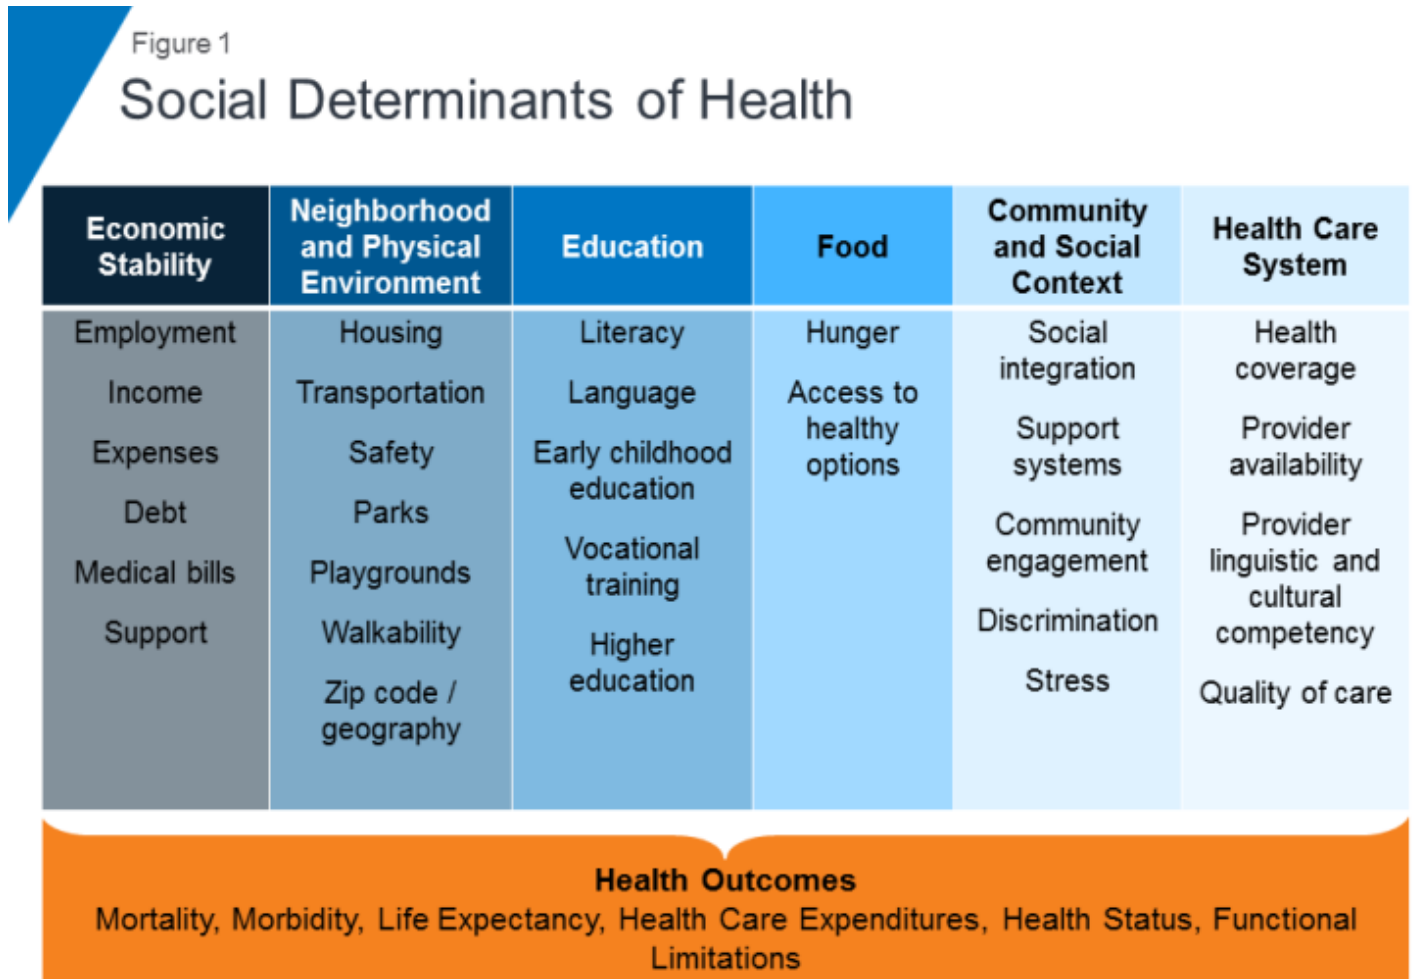 Figure 1
Social Determinants of Health
Economic
Stability
Neighborhood
and Physical
Environment
Education
Food
Community
and Social
Context
Health Care
System
Employment
Income
Expenses
Debt
Medical bills
Support
Housing
Transportation
Safety
Parks
Playgrounds
Walkability
Zip code /
geography
Literacy
Language
Early childhood
education
Vocational
training
Higher
education
Hunger
Access to
healthy
options
Social
integration
Support
systems
Community
engagement
Discrimination
Stress
Health
coverage
Provider
availability
Provider
linguistic and
cultural
competency
Quality of care
Health Outcomes
Mortality, Morbidity, Life Expectancy, Health Care Expenditures, Health Status, Functional
Limitations